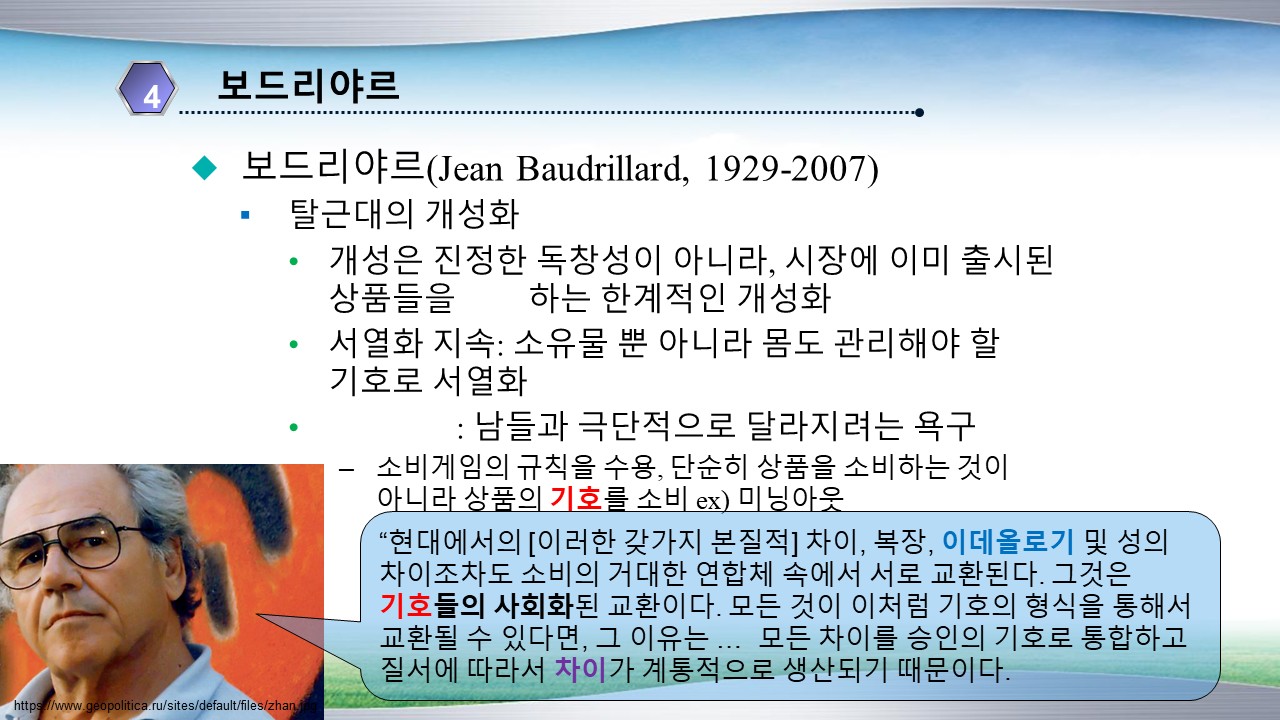 4
보드리야르
보드리야르(Jean Baudrillard, 1929-2007)
탈근대의 개성화
개성은 진정한 독창성이 아니라, 시장에 이미 출시된
상품들을 하는 한계적인 개성화
서열화 지속: 소유물 뿐 아니라 몸도 관리해야 할
기호로 서열화
: 남들과 극단적으로 달라지려는 욕구
– 소비게임의 규칙을 수용, 단순히 상품을 소비하는 것이
아니라 상품의 기호를 소비 ex) 미닝아웃
“현대에서의 [이러한 갖가지 본질적] 차이, 복장, 이데올로기 및 성의
차이조차도 소비의 거대한 연합체 속에서 서로 교환된다. 그것은
기호들의 사회화된 교환이다. 모든 것이 이처럼 기호의 형식을 통해서
교환될 수 있다면, 그 이유는 … 모든 차이를 승인의 기호로 통합하고
질서에 따라서 차이가 계통적으로 생산되기 때문이다.
https://www.geopolitica.ru/sites/default/files/zhan.jpg